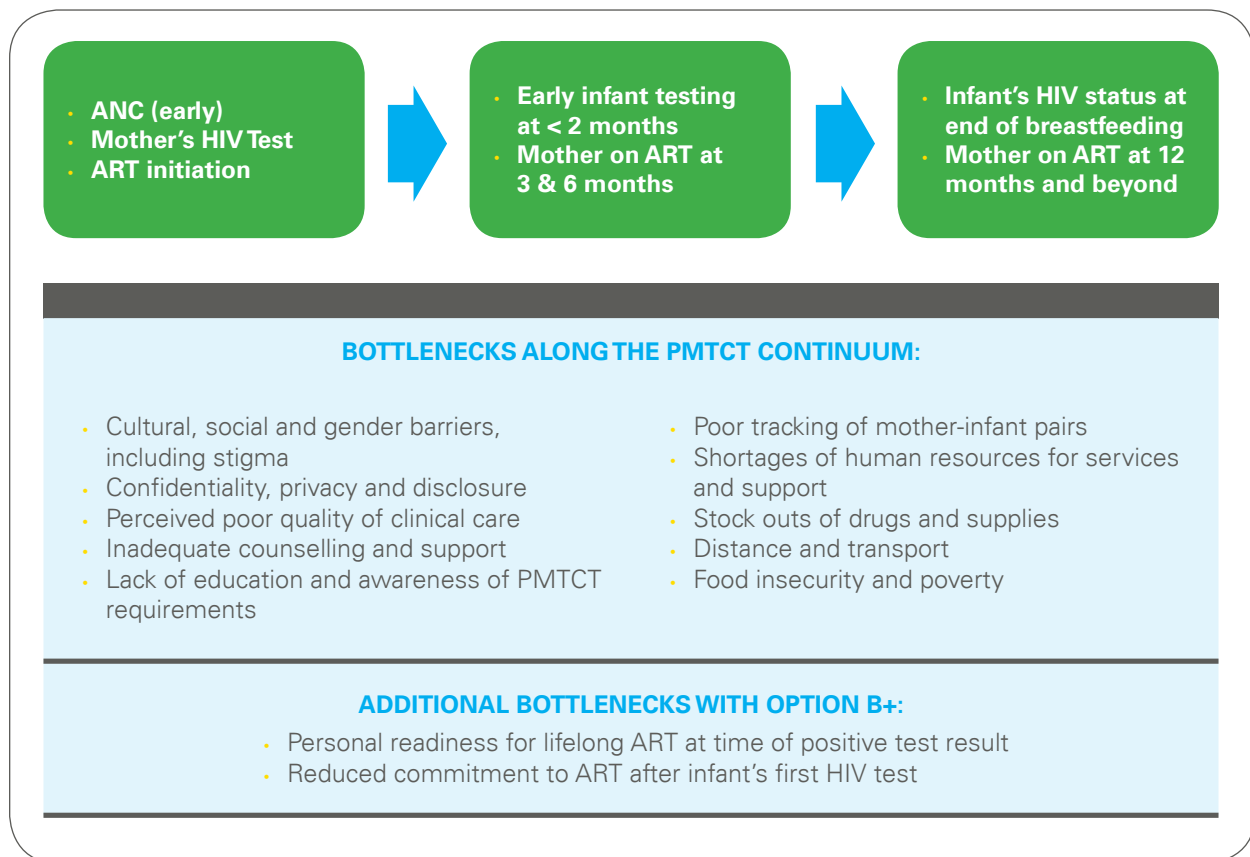 • ANC (early)
• Mother's HIV Test
• ART initiation
• Early infant testing
at < 2 months
• Mother on ART at
3 & 6 months
• Infant's HIV status at
end of breastfeeding
• Mother on ART at 12
months and beyond
BOTTLENECKS ALONG THE PMTCT CONTINUUM:
• Cultural, social and gender barriers,
including stigma
• Confidentiality, privacy and disclosure
• Perceived poor quality of clinical care
• Inadequate counselling and support
• Lack of education and awareness of PMTCT
requirements
• Poor tracking of mother-infant pairs
• Shortages of human resources for services
and support
• Stock outs of drugs and supplies
• Distance and transport
• Food insecurity and poverty
ADDITIONAL BOTTLENECKS WITH OPTION B+:
• Personal readiness for lifelong ART at time of positive test result
• Reduced commitment to ART after infant's first HIV test